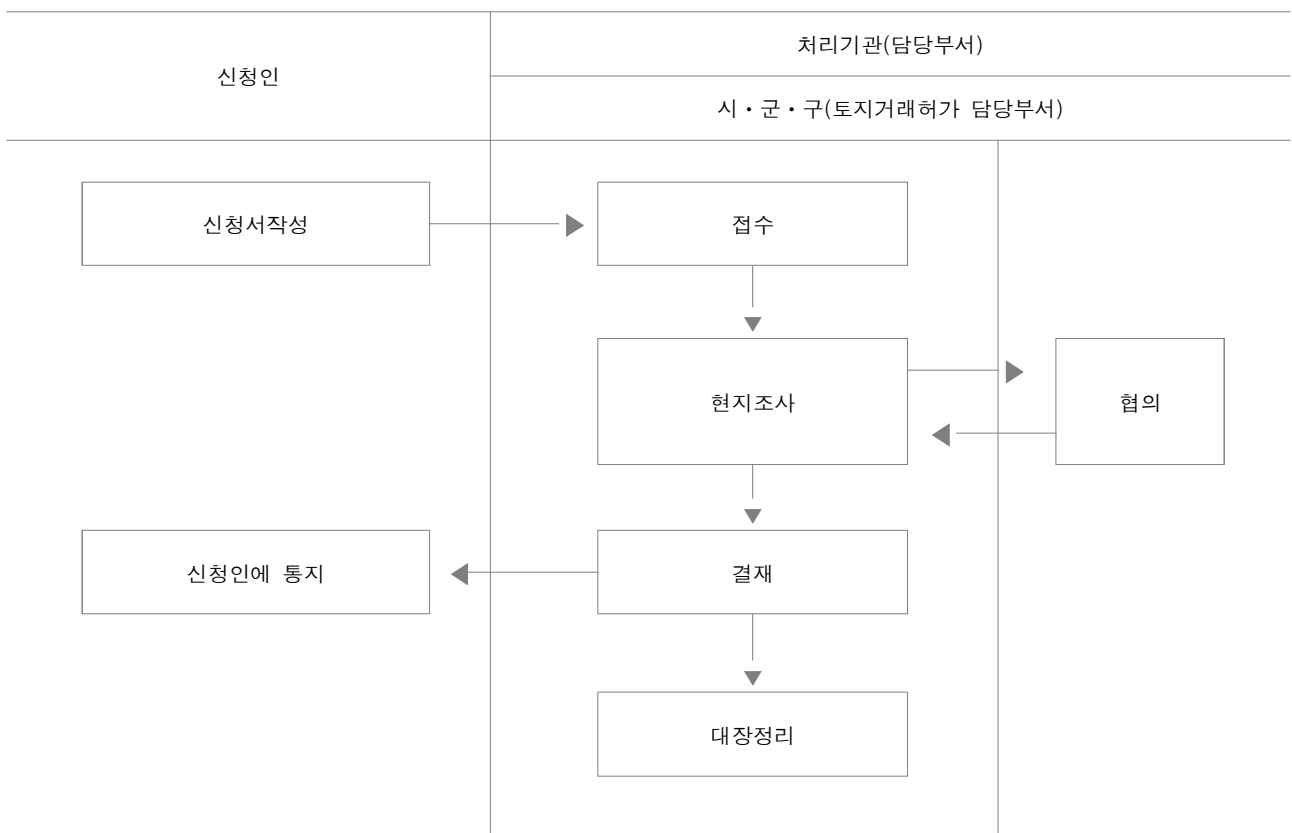 신청인
처리기관(담당부서)
시・군・구(토지거래허가 담당부서)
신청서작성
접수
현지조사
협의
신청인에 통지
결재
대장정리